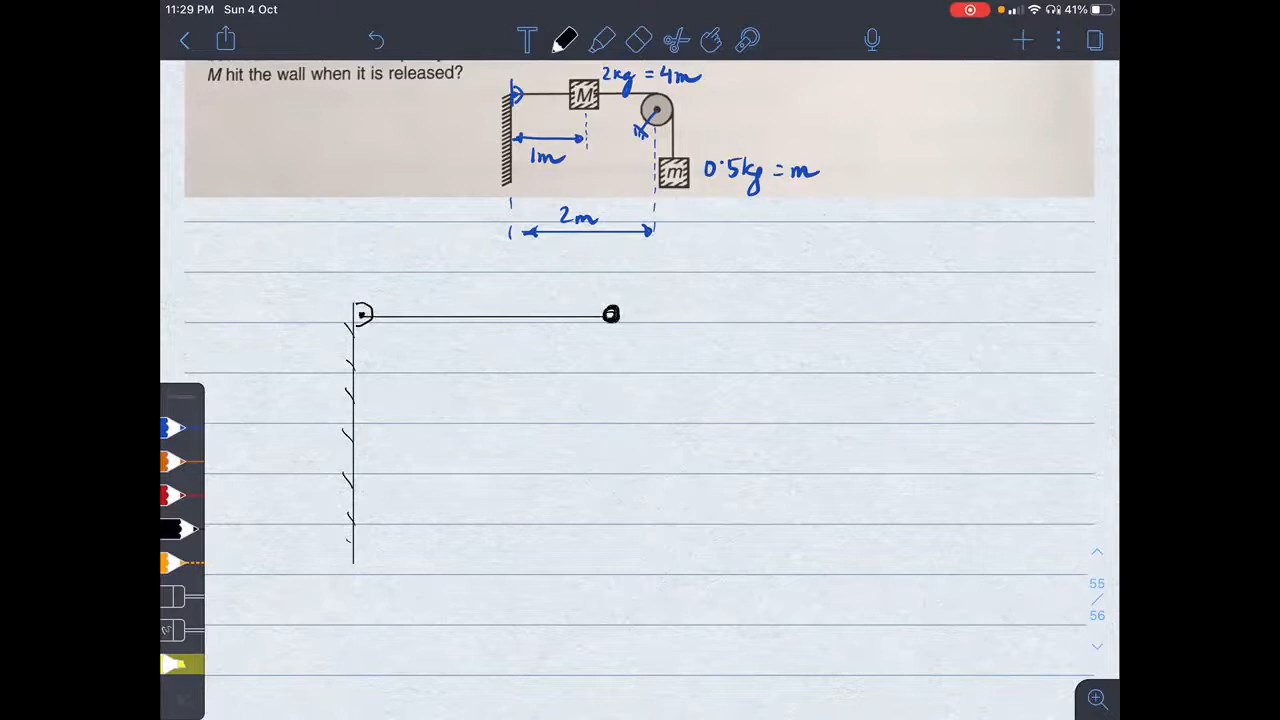 11:29 PM Sun 4 Oct
41%
T
M hit the wall when it is released?
2kg = 4m
M
1m
m
0.5kg = m
2m
55
/
56